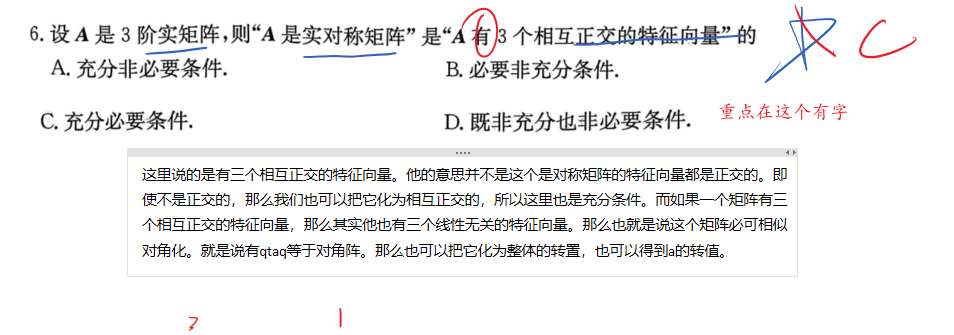 6. 设 A 是 3 阶实矩阵,则“A 是实对称矩阵”是“A 有 3 个相互正交的特征向量”的
A. 充分非必要条件. B. 必要非充分条件.
C. 充分必要条件. D. 既非充分也非必要条件.
C
重点在这个有字
这里说的是有三个相互正交的特征向量。他的意思并不是这个是对称矩阵的特征向量都是正交的。即
使不是正交的，那么我们也可以把它化为相互正交的，所以这里也是充分条件。而如果一个矩阵有三
个相互正交的特征向量，那么其实他也有三个线性无关的特征向量。那么也就是说这个矩阵必可相似
对角化。就是说有qtaq等于对角阵。那么也可以把它化为整体的转置，也可以得到a的转值。